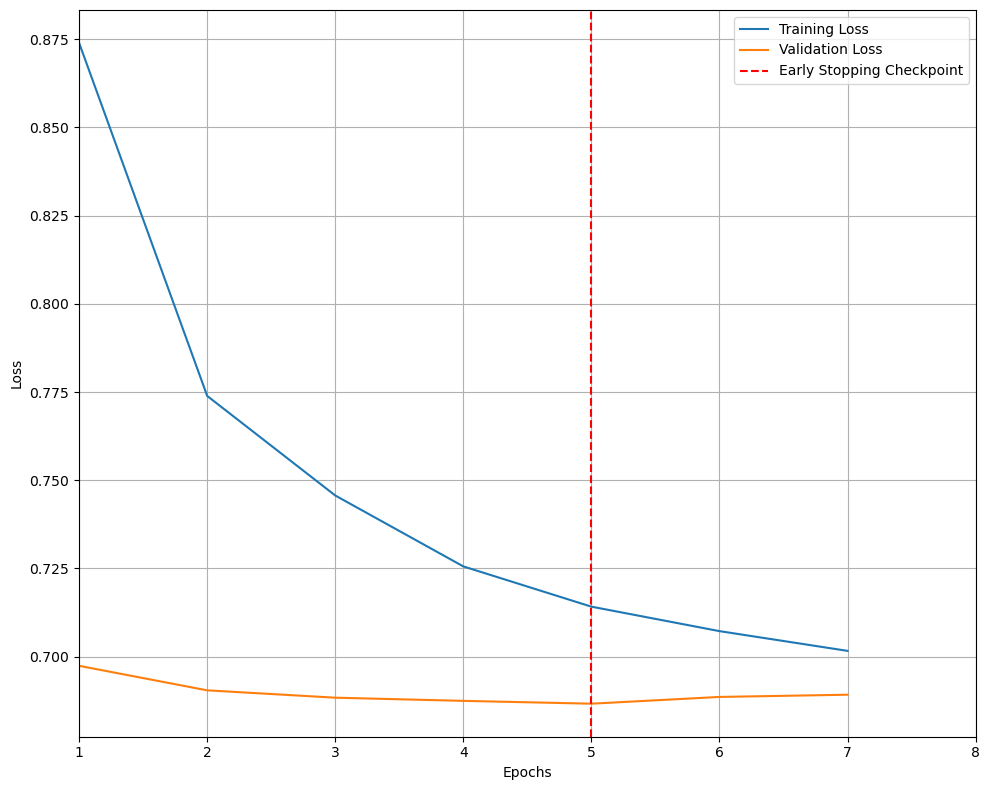 Training Loss
Validation Loss
Early Stopping Checkpoint
0.875
0.850
0.825
0.800
0.775
0.750
0.725
0.700
Loss
1 2 3 4 5 6 7 8
Epochs